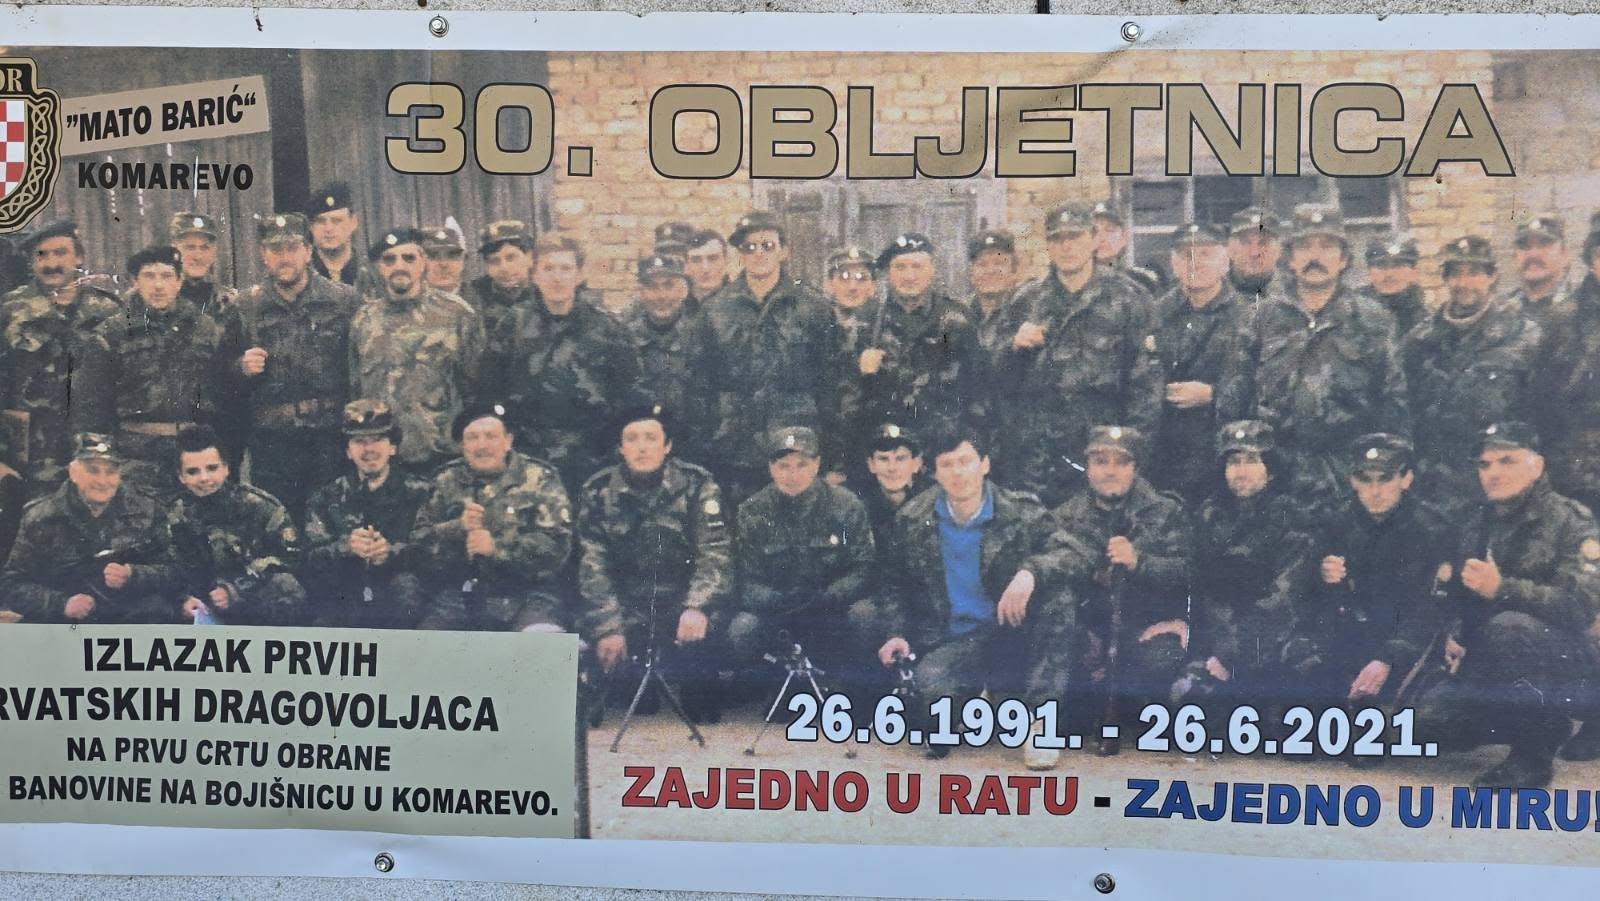 OR
"MATO BARIĆ"
KOMAREVO
30. OBLJETNICA
IZLAZAK PRVIH
RVATSKIH DRAGOVOLJACA
NA PRVU CRTU OBRANE
BANOVINE NA BOJIŠNICU U KOMAREVO.
26.6.1991. - 26.6.2021.
ZAJEDNO U RATU - ZAJEDNO U MIRU!